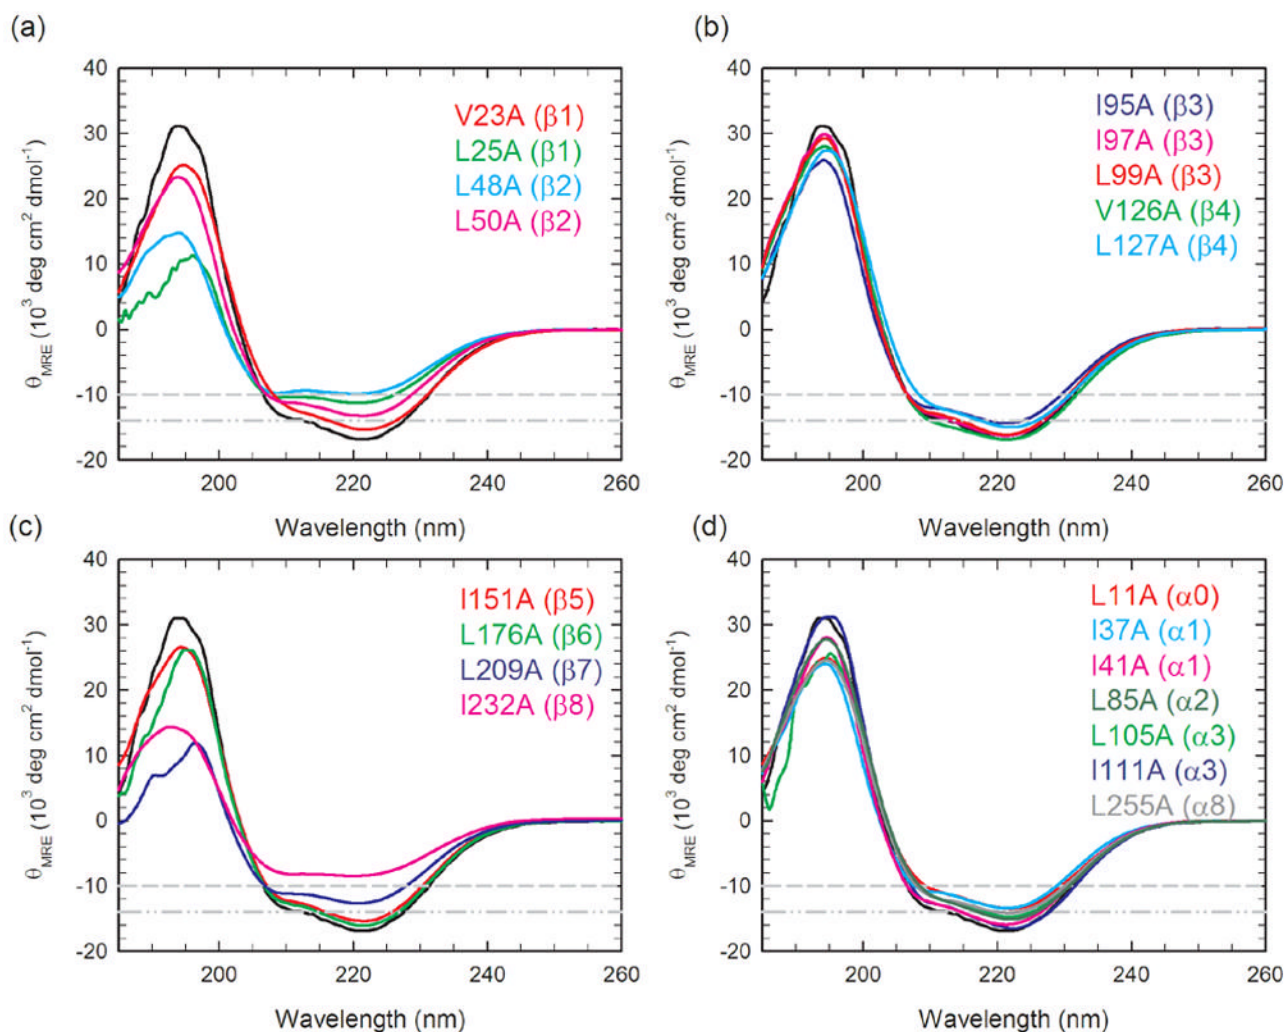 (a)
40
30
20
10
0
-10
-20
θMRE (10³ deg cm² dmol⁻¹)
V23A (β1)
L25A (β1)
L48A (β2)
L50A (β2)
200
220
240
260
Wavelength (nm)
(b)
40
30
20
10
0
-10
-20
θMRE (10³ deg cm² dmol⁻¹)
I95A (β3)
I97A (β3)
L99A (β3)
V126A (β4)
L127A (β4)
200
220
240
260
Wavelength (nm)
(c)
40
30
20
10
0
-10
-20
θMRE (10³ deg cm² dmol⁻¹)
I151A (β5)
L176A (β6)
L209A (β7)
I232A (β8)
200
220
240
260
Wavelength (nm)
(d)
40
30
20
10
0
-10
-20
θMRE (10³ deg cm² dmol⁻¹)
L11A (α0)
I37A (α1)
I41A (α1)
L85A (α2)
L105A (α3)
I111A (α3)
L255A (α8)
200
220
240
260
Wavelength (nm)